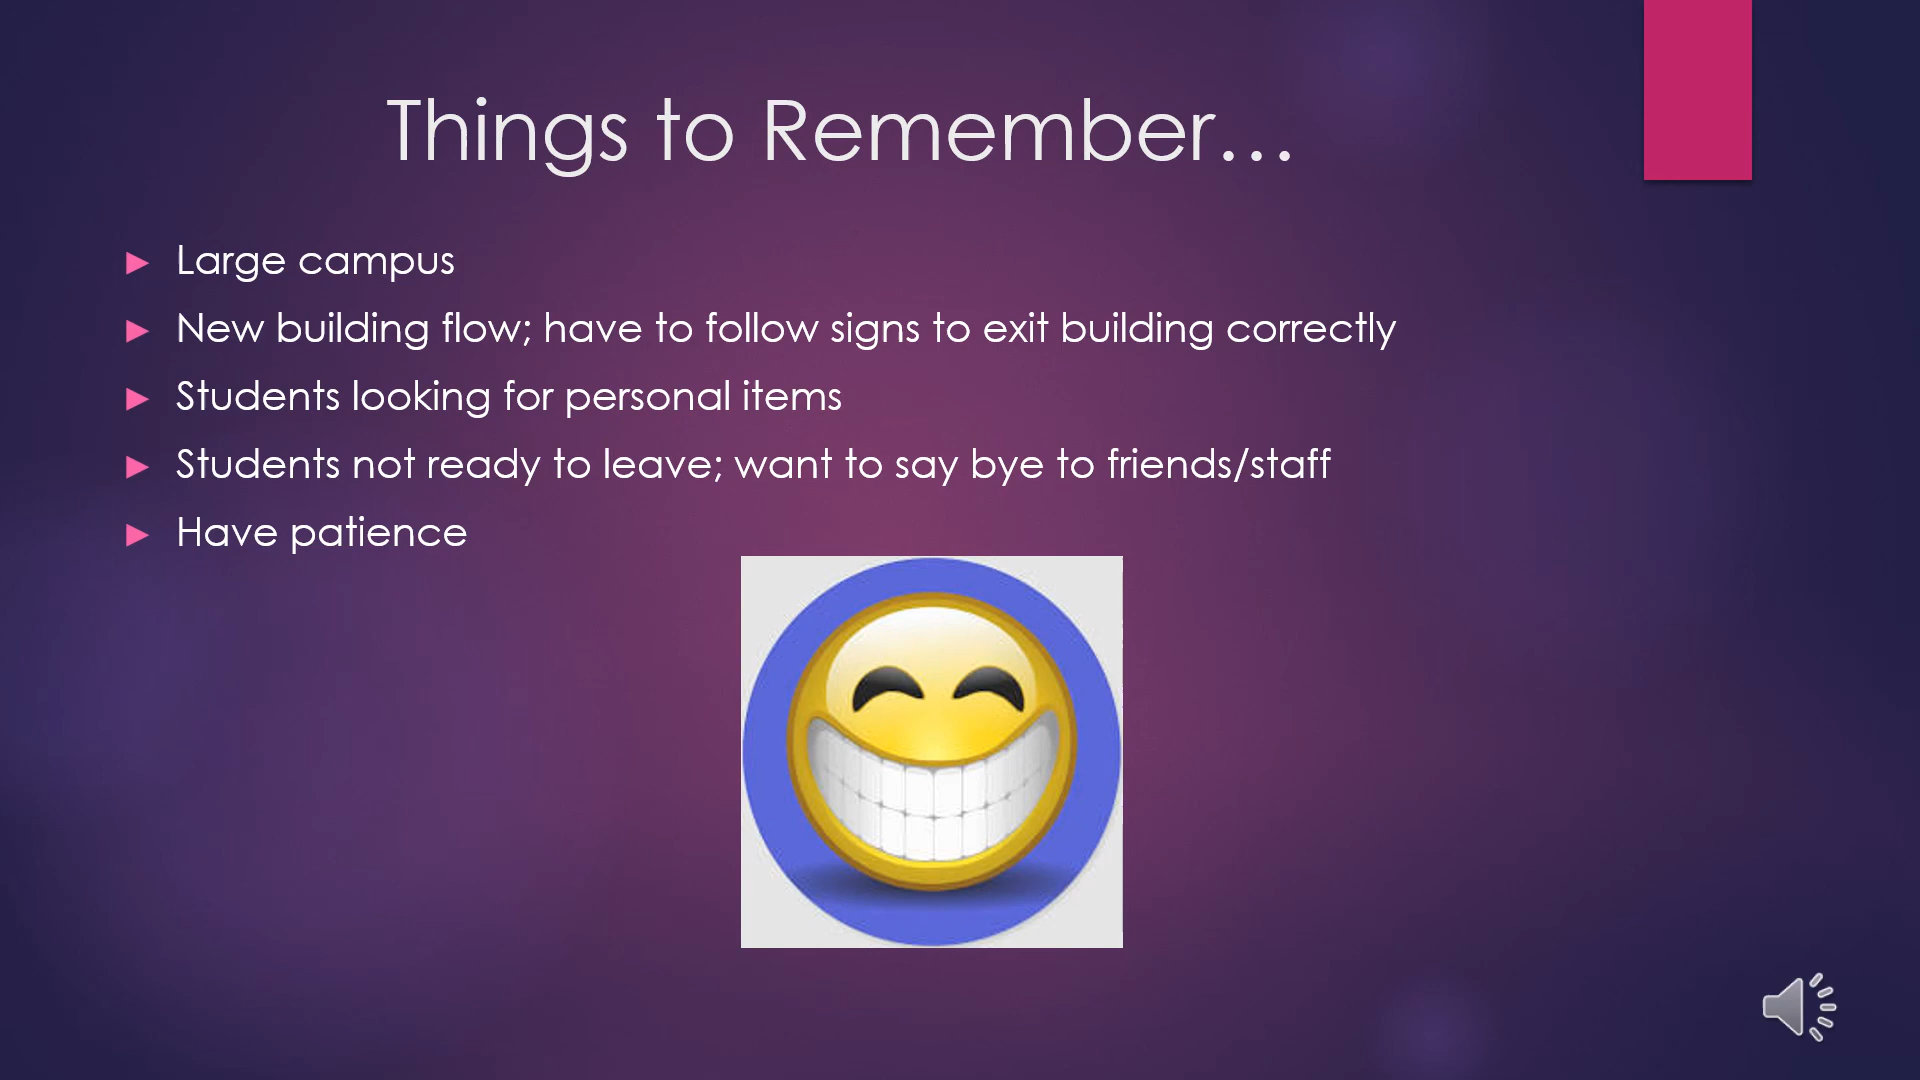 Things to Remember…
Large campus
New building flow; have to follow signs to exit building correctly
Students looking for personal items
Students not ready to leave; want to say bye to friends/staff
Have patience